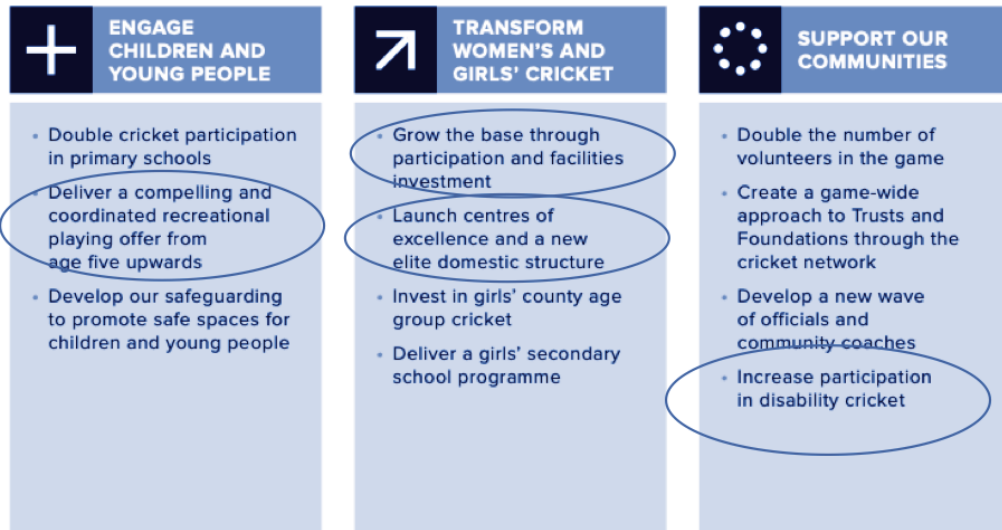 ENGAGE
CHILDREN AND
YOUNG PEOPLE
• Double cricket participation
in primary schools
• Deliver a compelling and
coordinated recreational
playing offer from
age five upwards
• Develop our safeguarding
to promote safe spaces for
children and young people
TRANSFORM
WOMEN'S AND
GIRLS' CRICKET
• Grow the base through
participation and facilities
investment
• Launch centres of
excellence and a new
elite domestic structure
• Invest in girls' county age
group cricket
• Deliver a girls' secondary
school programme
SUPPORT OUR
COMMUNITIES
• Double the number of
volunteers in the game
• Create a game-wide
approach to Trusts and
Foundations through the
cricket network
• Develop a new wave
of officials and
community coaches
• Increase participation
in disability cricket